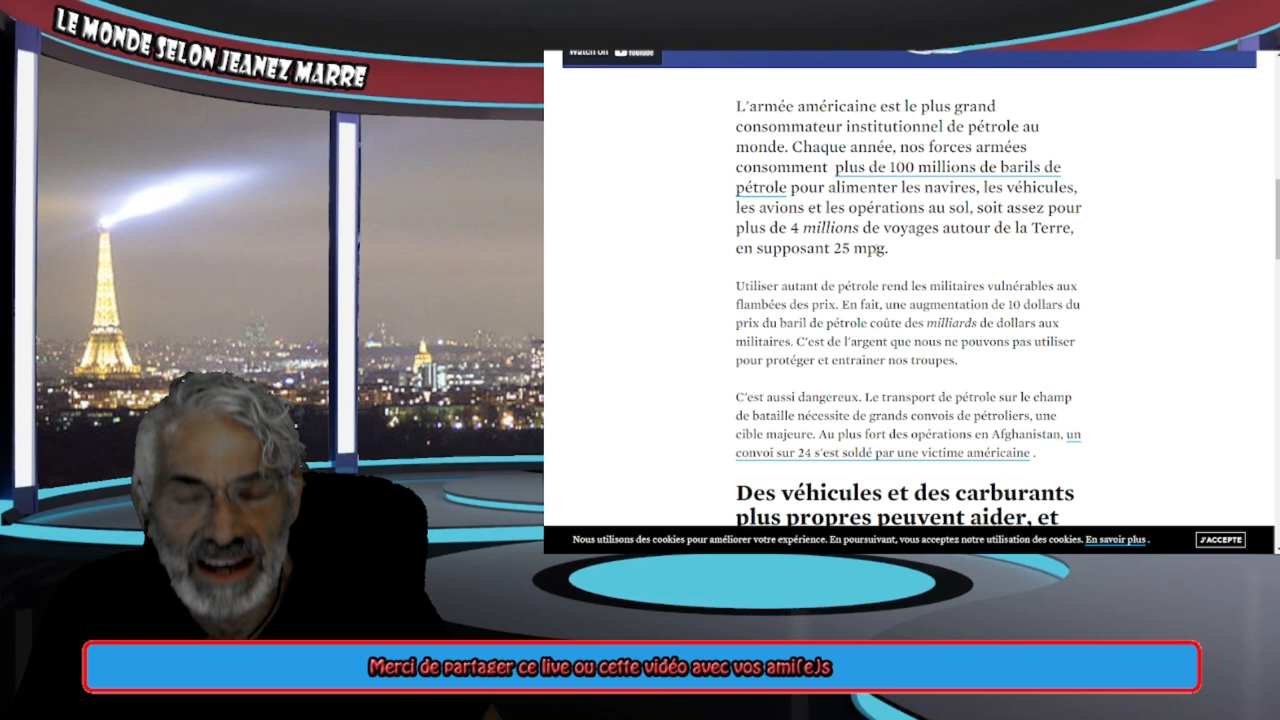 LE MONDE SELON JEANEZ MARRE
Watch on YouTube
L'armée américaine est le plus grand
consommateur institutionnel de pétrole au
monde. Chaque année, nos forces armées
consomment plus de 100 millions de barils de
pétrole pour alimenter les navires, les véhicules,
les avions et les opérations au sol, soit assez pour
plus de 4 millions de voyages autour de la Terre,
en supposant 25 mpg.
Utiliser autant de pétrole rend les militaires vulnérables aux
flambées des prix. En fait, une augmentation de 10 dollars du
prix du baril de pétrole coûte des milliards de dollars aux
militaires. C'est de l'argent que nous ne pouvons pas utiliser
pour protéger et entraîner nos troupes.
C'est aussi dangereux. Le transport de pétrole sur le champ
de bataille nécessite de grands convois de pétroliers, une
cible majeure. Au plus fort des opérations en Afghanistan, un
convoi sur 24 s'est soldé par une victime américaine .
Des véhicules et des carburants
plus propres peuvent aider, et
Nous utilisons des cookies pour améliorer votre expérience. En poursuivant, vous acceptez notre utilisation des cookies. En savoir plus .
J'ACCEPTE
Merci de partager ce live ou cette vidéo avec vos ami(e)s